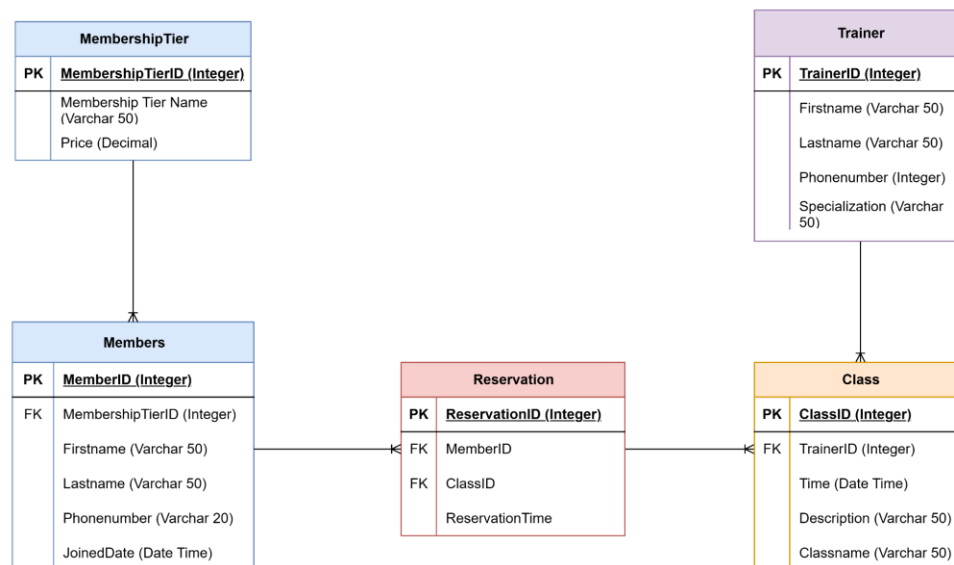 MembershipTier
PK MembershipTierID (Integer)
Membership Tier Name
(Varchar 50)
Price (Decimal)
Trainer
PK TrainerID (Integer)
Firstname (Varchar 50)
Lastname (Varchar 50)
Phonenumber (Integer)
Specialization (Varchar
50)
Members
PK MemberID (Integer)
FK MembershipTierID (Integer)
Firstname (Varchar 50)
Lastname (Varchar 50)
Phonenumber (Varchar 20)
JoinedDate (Date Time)
Reservation
PK ReservationID (Integer)
FK MemberID
FK ClassID
ReservationTime
Class
PK ClassID (Integer)
FK TrainerID (Integer)
Time (Date Time)
Description (Varchar 50)
Classname (Varchar 50)